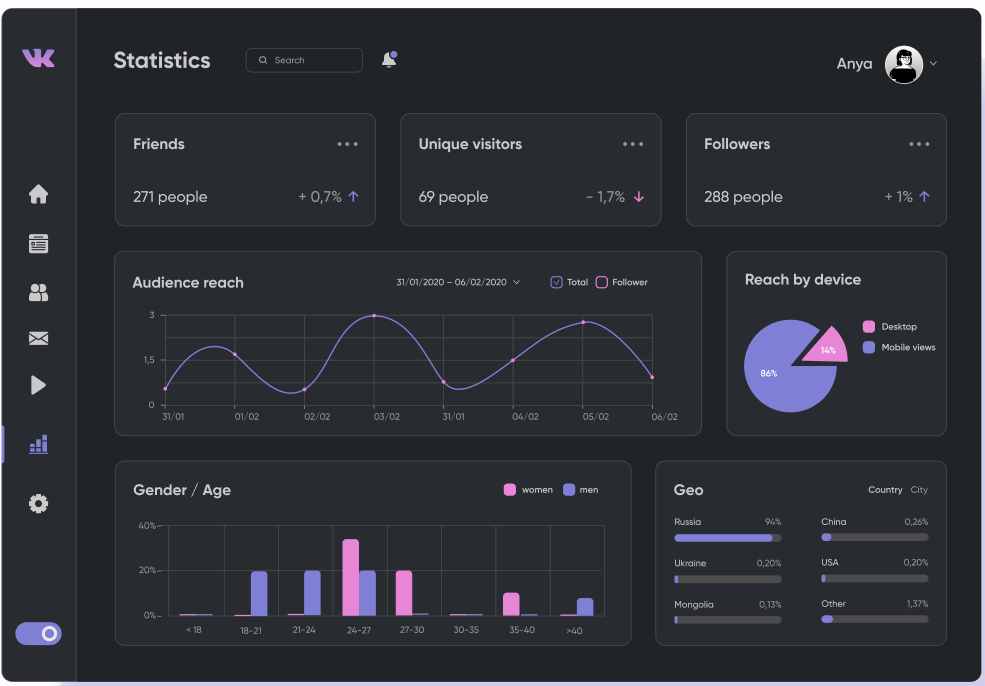 VK
Statistics
Search
Anya
Friends
271 people + 0,7%
Unique visitors
69 people - 1,7%
Followers
288 people + 1%
Audience reach
31/01/2020 – 06/02/2020
Total
Follower
3
1,5
0
31/01 01/02 02/02 03/02 31/01 04/02 05/02 06/02
Reach by device
86%
14%
Desktop
Mobile views
Gender / Age
women
men
40%
20%
0%
< 18 18-21 21-24 24-27 27-30 30-35 35-40 >40
Geo
Country City
Russia 94%
China 0,26%
Ukraine 0,20%
USA 0,20%
Mongolia 0,13%
Other 1,37%